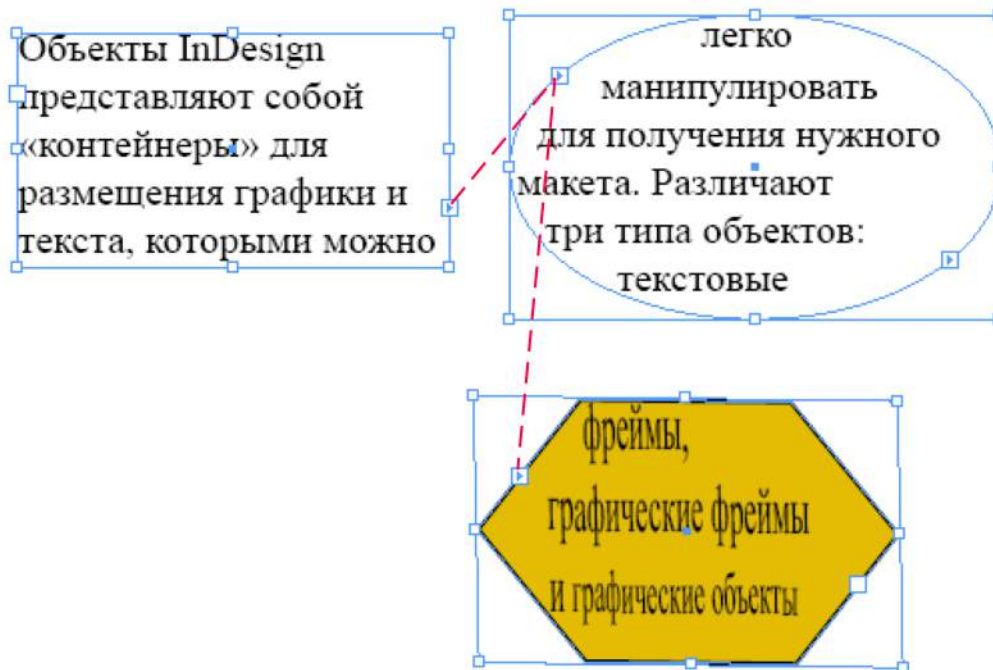 Объекты InDesign
представляют собой
«контейнеры» для
размещения графики и
текста, которыми можно
легко
манипулировать
для получения нужного
макета. Различают
три типа объектов:
текстовые
фреймы,
графические фреймы
и графические объекты